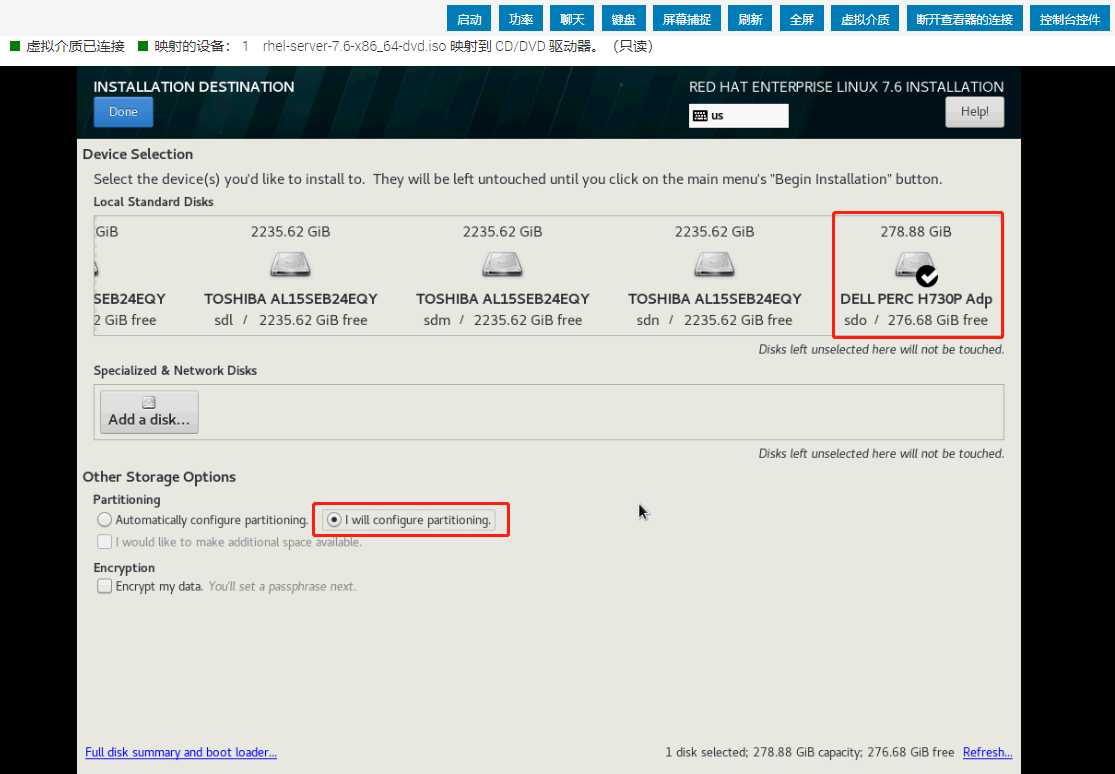 启动 功率 聊天 键盘 屏幕捕捉 刷新 全屏 虚拟介质 断开查看器的连接 控制台控件
虚拟介质已连接 映射的设备： 1 rhel-server-7.6-x86_64-dvd.iso 映射到 CD/DVD 驱动器。 （只读）
INSTALLATION DESTINATION
RED HAT ENTERPRISE LINUX 7.6 INSTALLATION
Done
us
Help!
Device Selection
Select the device(s) you'd like to install to. They will be left untouched until you click on the main menu's "Begin Installation" button.
Local Standard Disks
GiB 2235.62 GiB 2235.62 GiB 2235.62 GiB 278.88 GiB
SEB24EQY TOSHIBA AL15SEB24EQY TOSHIBA AL15SEB24EQY TOSHIBA AL15SEB24EQY DELL PERC H730P Adp
2 GiB free sdl / 2235.62 GiB free sdm / 2235.62 GiB free sdn / 2235.62 GiB free sdo / 276.68 GiB free
Disks left unselected here will not be touched.
Specialized & Network Disks
Add a disk...
Disks left unselected here will not be touched.
Other Storage Options
Partitioning
Automatically configure partitioning. I will configure partitioning.
I would like to make additional space available.
Encryption
Encrypt my data. You'll set a passphrase next.
Full disk summary and boot loader... 1 disk selected; 278.88 GiB capacity; 276.68 GiB free Refresh...